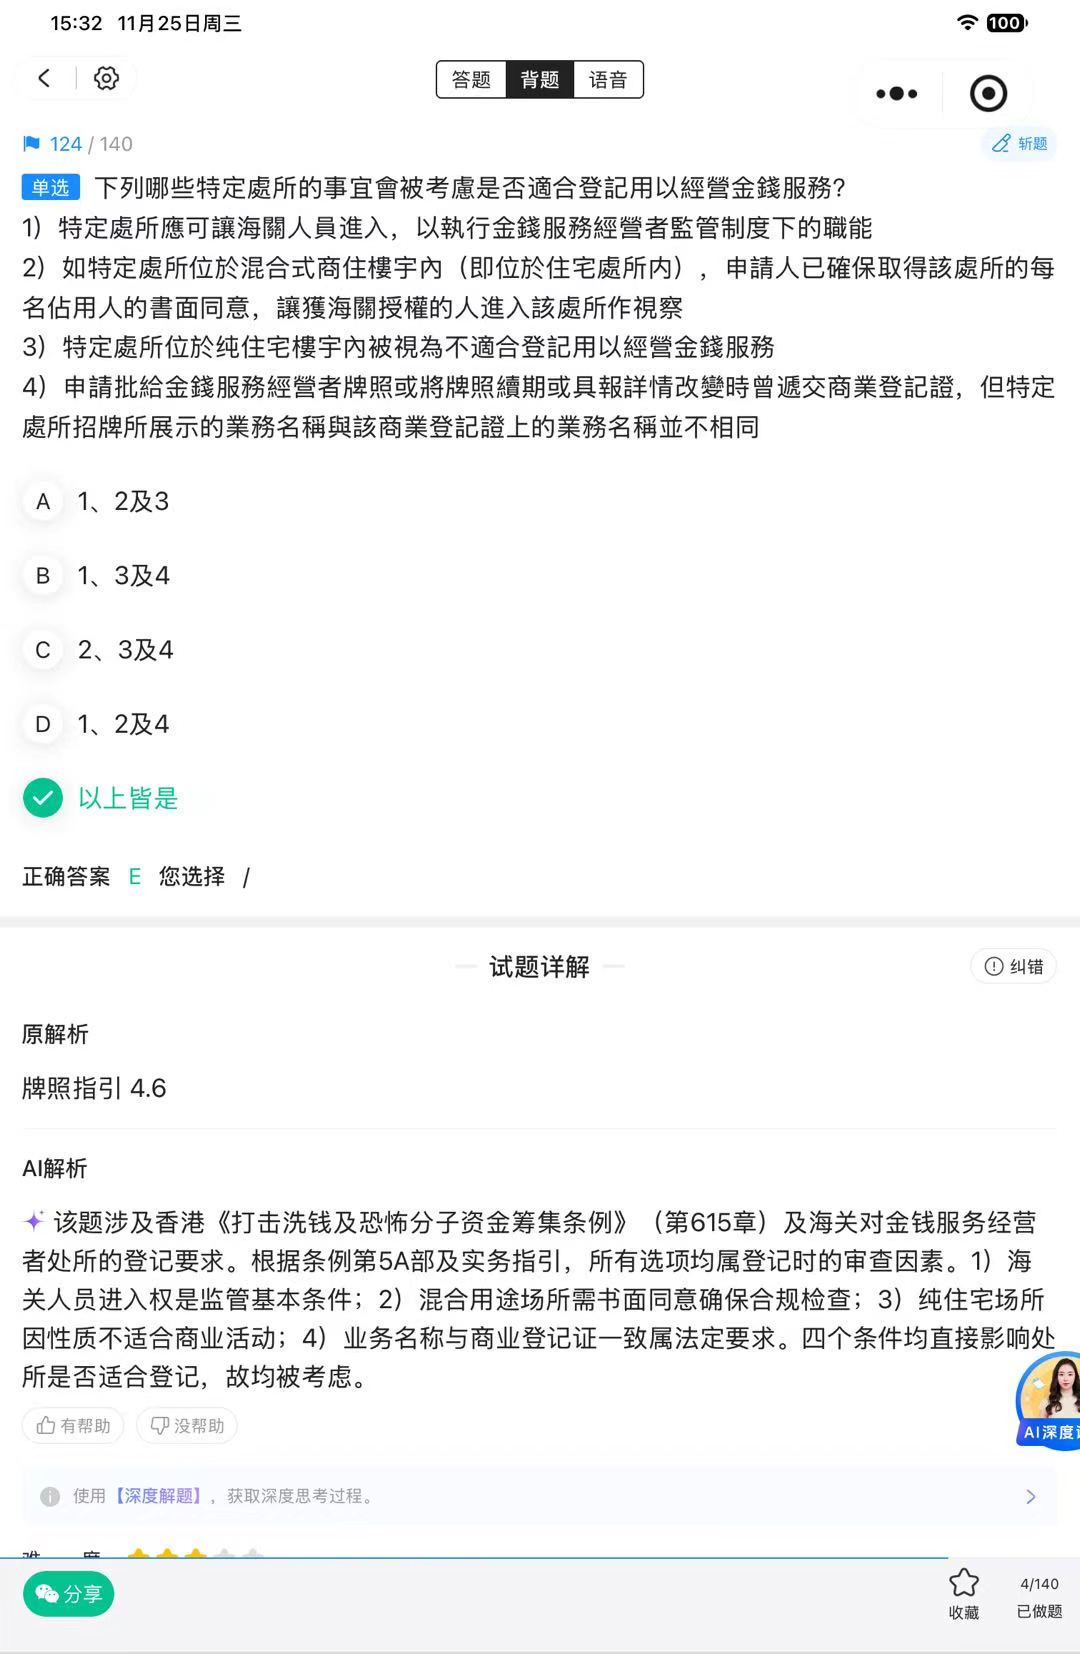 15:32 11月25日周三
100
答题 背题 语音
124 / 140
斩题
单选 下列哪些特定處所的事宜會被考慮是否適合登記用以經營金錢服務?
1）特定處所應可讓海關人員進入，以執行金錢服務經營者監管制度下的職能
2）如特定處所位於混合式商住樓宇內（即位於住宅處所内），申請人已確保取得該處所的每
名佔用人的書面同意，讓獲海關授權的人進入該處所作視察
3）特定處所位於纯住宅樓宇內被視為不適合登記用以經營金錢服務
4）申請批給金錢服務經營者牌照或將牌照續期或具報詳情改變時曾遞交商業登記證，但特定
處所招牌所展示的業務名稱與該商業登記證上的業務名稱並不相同
A 1、2及3
B 1、3及4
C 2、3及4
D 1、2及4
以上皆是
正确答案 E 您选择 /
试题详解
纠错
原解析
牌照指引 4.6
AI解析
该题涉及香港《打击洗钱及恐怖分子资金筹集条例》（第615章）及海关对金钱服务经营
者处所的登记要求。根据条例第5A部及实务指引，所有选项均属登记时的审查因素。1）海
关人员进入权是监管基本条件；2）混合用途场所需书面同意确保合规检查；3）纯住宅场所
因性质不适合商业活动；4）业务名称与商业登记证一致属法定要求。四个条件均直接影响处
所是否适合登记，故均被考虑。
AI深度
有帮助 没帮助
使用【深度解题】，获取深度思考过程。
难 度
分享
收藏
4/140
已做题